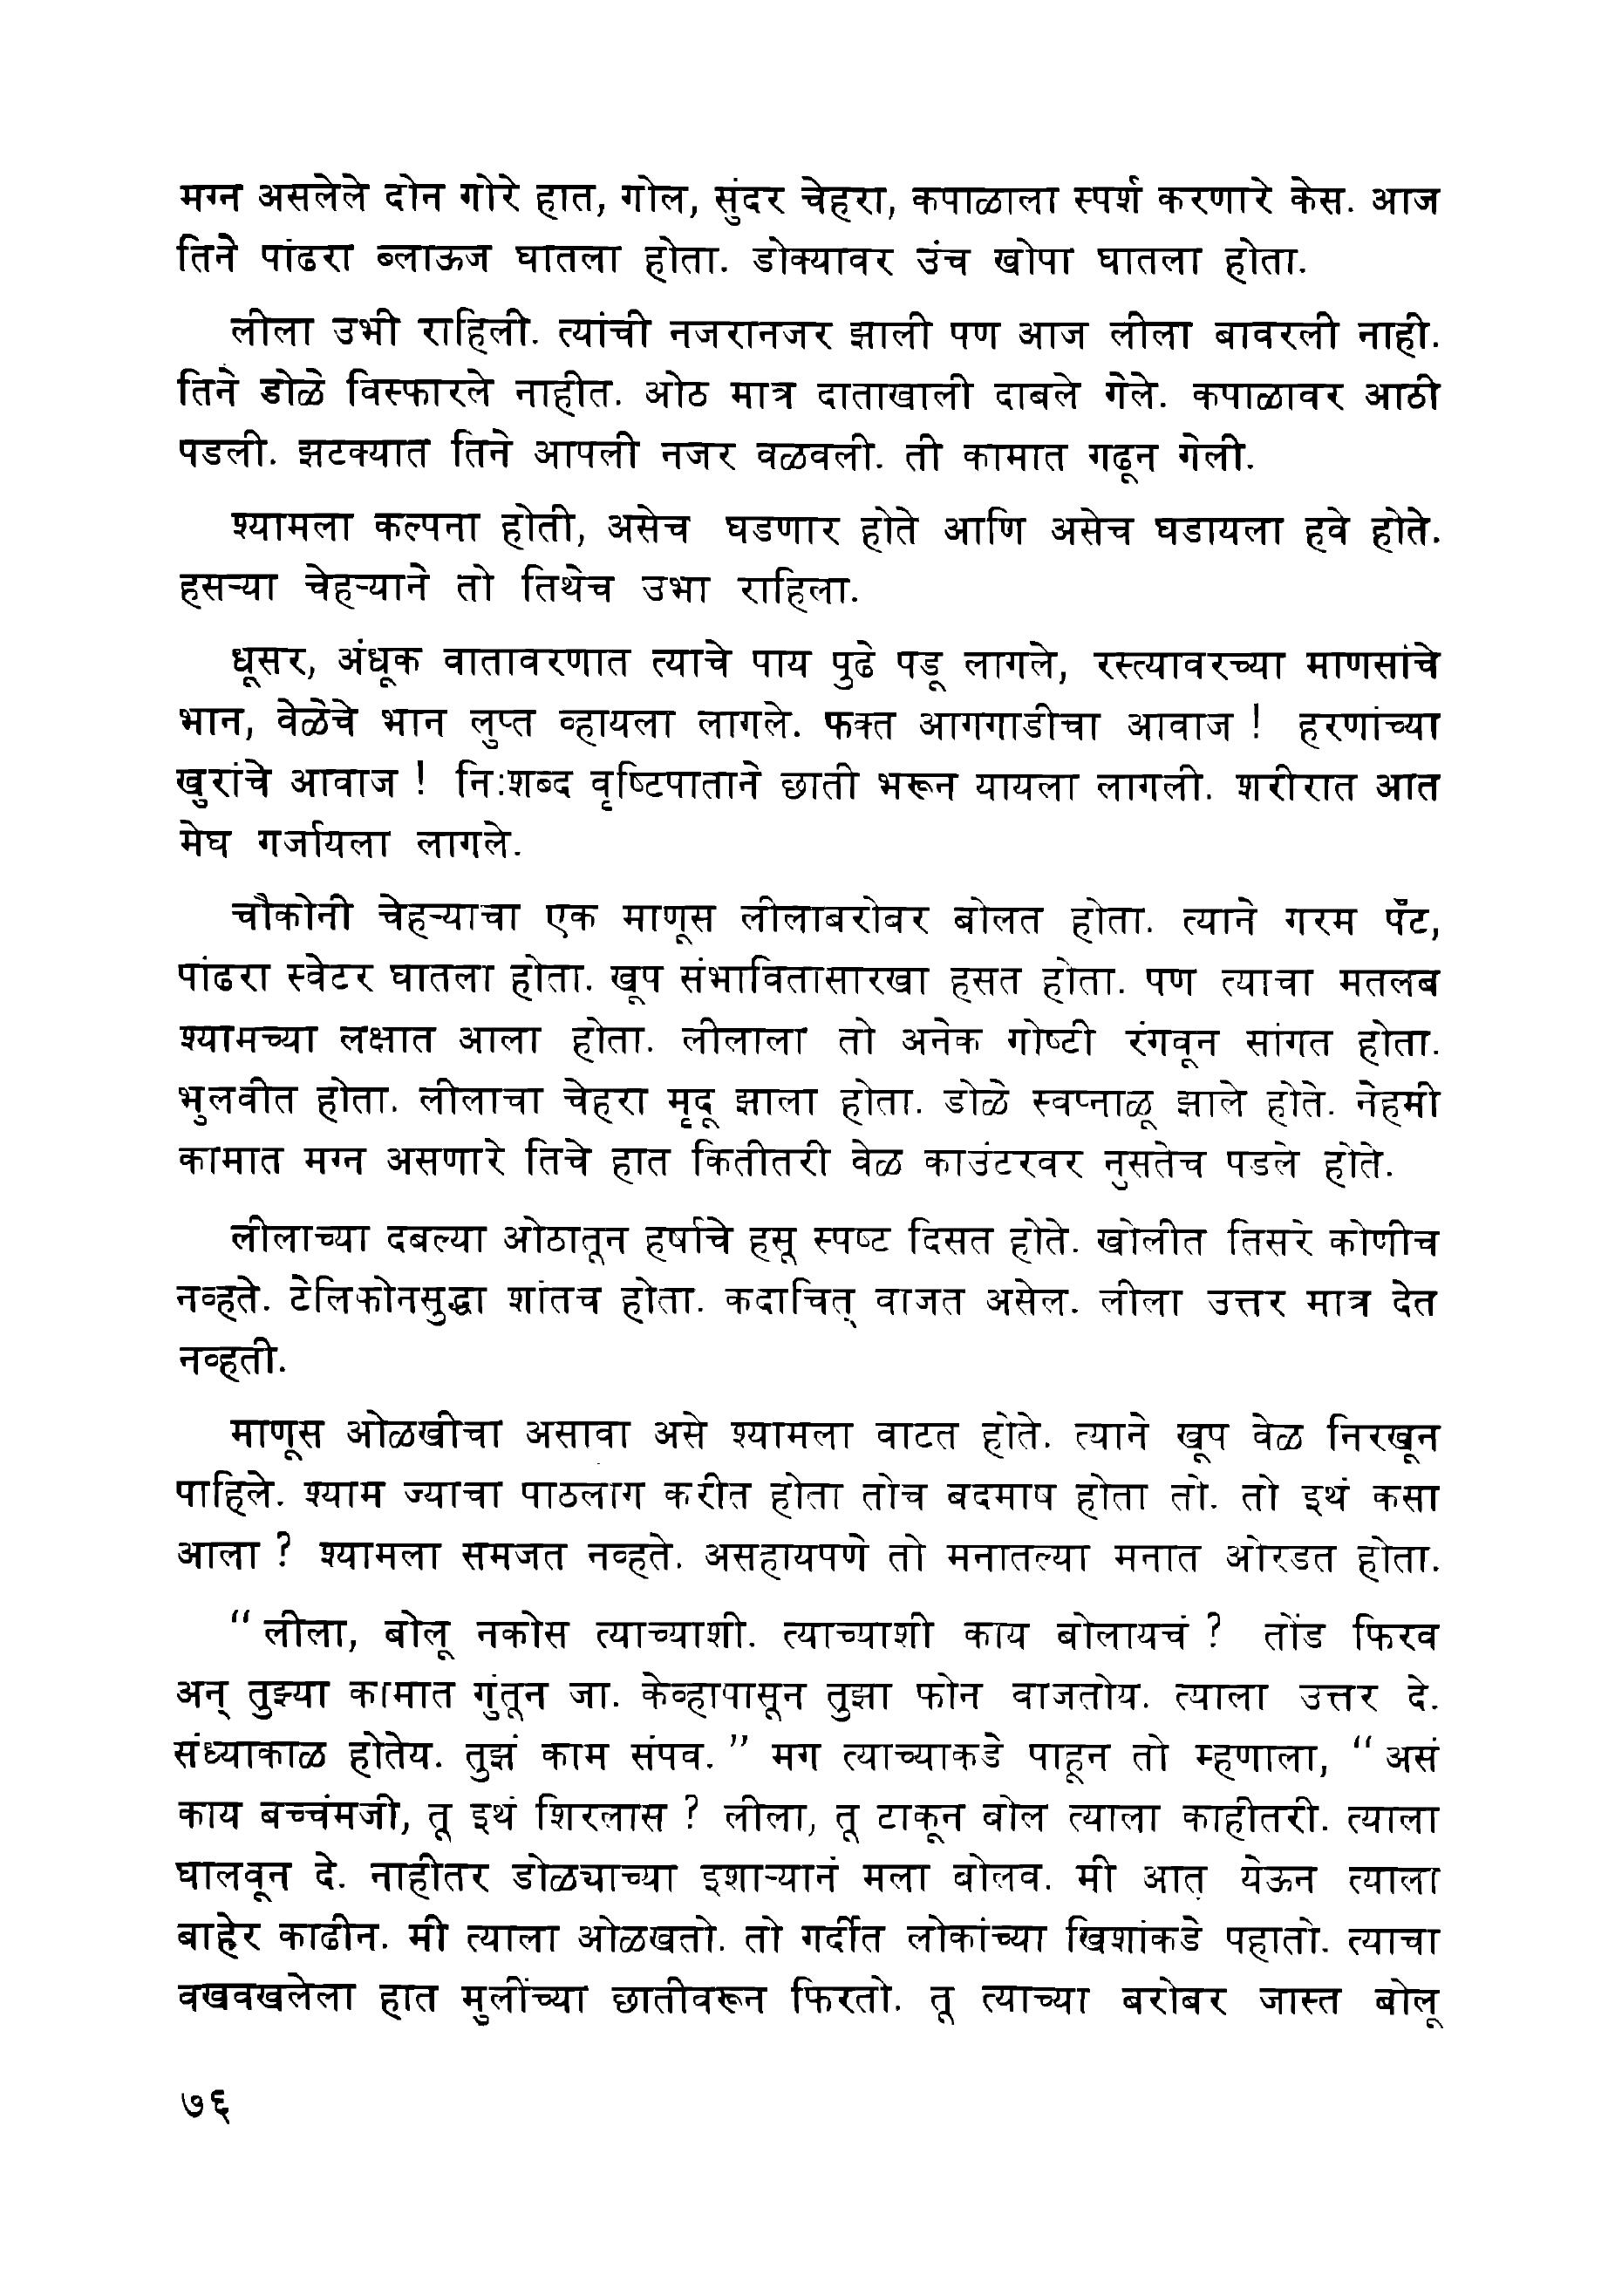 मग्न असलेले दोन गोरे हात, गोल, सुंदर चेहरा, कपाळाला स्पर्श करणारे केस. आज
तिने पांढरा ब्लाऊज घातला होता. डोक्यावर उंच खोपा घातला होता.
लीला उभी राहिली. त्यांची नजरानजर झाली पण आज लीला बावरली नाही.
तिने डोळे विस्फारले नाहीत. ओठ मात्र दाताखाली दाबले गेले. कपाळावर आठी
पडली. झटक्यात तिने आपली नजर वळवली. ती कामात गढून गेली.
श्यामला कल्पना होती, असेच घडणार होते आणि असेच घडायला हवे होते.
हसऱ्या चेहऱ्याने तो तिथेच उभा राहिला.
धूसर, अंधूक वातावरणात त्याचे पाय पुढे पडू लागले, रस्त्यावरच्या माणसांचे
भान, वेळेचे भान लुप्त व्हायला लागले. फक्त आगगाडीचा आवाज ! हरणांच्या
खुरांचे आवाज ! निःशब्द वृष्टिपाताने छाती भरून यायला लागली. शरीरात आत
मेघ गर्जायला लागले.
चौकोनी चेहऱ्याचा एक माणूस लीलाबरोबर बोलत होता. त्याने गरम पँट,
पांढरा स्वेटर घातला होता. खूप संभावितासारखा हसत होता. पण त्याचा मतलब
श्यामच्या लक्षात आला होता. लीलाला तो अनेक गोष्टी रंगवून सांगत होता.
भुलवीत होता. लीलाचा चेहरा मृदू झाला होता. डोळे स्वप्नाळू झाले होते. नेहमी
कामात मग्न असणारे तिचे हात कितीतरी वेळ काउंटरवर नुसतेच पडले होते.
लीलाच्या दबल्या ओठातून हर्षाचे हसू स्पष्ट दिसत होते. खोलीत तिसरे कोणीच
नव्हते. टेलिफोनसुद्धा शांतच होता. कदाचित् वाजत असेल. लीला उत्तर मात्र देत
नव्हती.
माणूस ओळखीचा असावा असे श्यामला वाटत होते. त्याने खूप वेळ निरखून
पाहिले. श्याम ज्याचा पाठलाग करीत होता तोच बदमाष होता तो. तो इथं कसा
आला ? श्यामला समजत नव्हते. असहायपणे तो मनातल्या मनात ओरडत होता.
“ लीला, बोलू नकोस त्याच्याशी. त्याच्याशी काय बोलायचं ? तोंड फिरव
अन् तुझ्या कामात गुंतून जा. केव्हापासून तुझा फोन वाजतोय. त्याला उत्तर दे.
संध्याकाळ होतेय. तुझं काम संपव. ” मग त्याच्याकडे पाहून तो म्हणाला, “ असं
काय बच्चंमजी, तू इथं शिरलास ? लीला, तू टाकून बोल त्याला काहीतरी. त्याला
घालवून दे. नाहीतर डोळ्याच्या इशाऱ्यानं मला बोलव. मी आत येऊन त्याला
बाहेर काढीन. मी त्याला ओळखतो. तो गर्दीत लोकांच्या खिशांकडे पहातो. त्याचा
वखवखलेला हात मुलींच्या छातीवरून फिरतो. तू त्याच्या बरोबर जास्त बोलू
७६